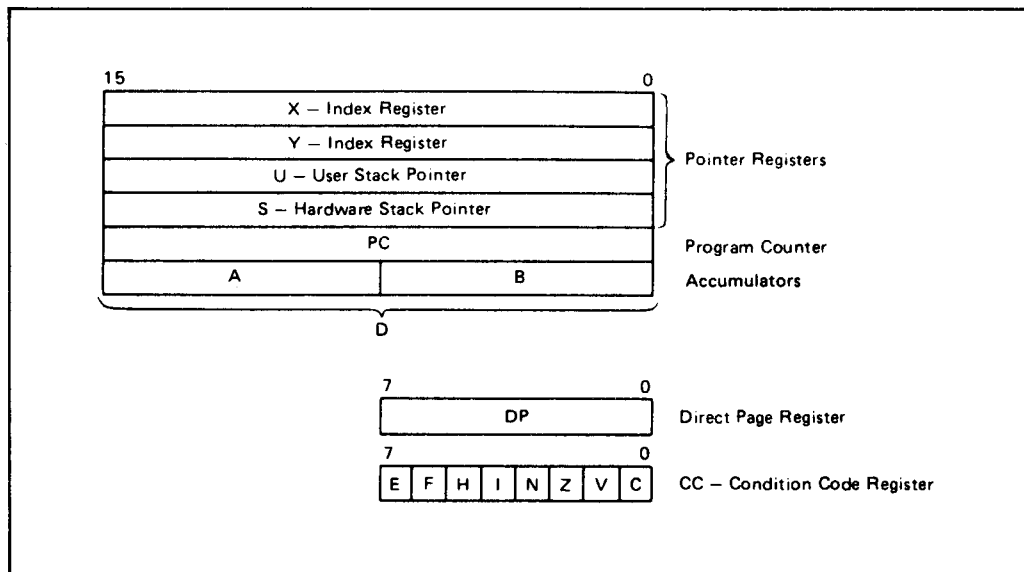 15 0
X – Index Register
Y – Index Register
U – User Stack Pointer
S – Hardware Stack Pointer
Pointer Registers
PC
Program Counter
A B
Accumulators
D
7 0
DP
Direct Page Register
7 0
E F H I N Z V C
CC – Condition Code Register